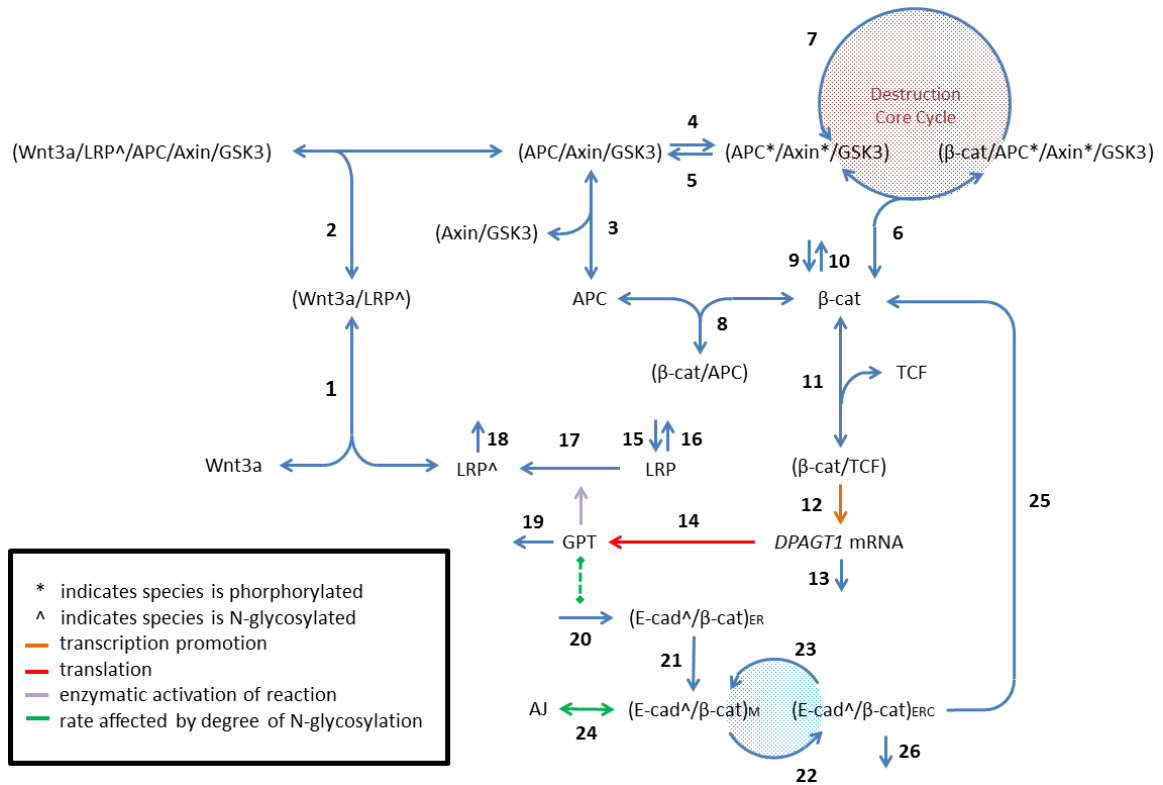 7
Destruction
Core Cycle
4
(Wnt3a/LRP^/APC/Axin/GSK3)
(APC/Axin/GSK3)
(APC*/Axin*/GSK3)
(β-cat/APC*/Axin*/GSK3)
5
2
(Axin/GSK3)
3
6
9
10
(Wnt3a/LRP^)
APC
β-cat
8
(β-cat/APC)
11
TCF
1
18
17
15
16
Wnt3a
LRP^
LRP
(β-cat/TCF)
12
25
19
GPT
14
DPAGT1 mRNA
13
* indicates species is phorphorylated
^ indicates species is N-glycosylated
transcription promotion
translation
enzymatic activation of reaction
rate affected by degree of N-glycosylation
20
(E-cad^/β-cat)ER
21
23
AJ
24
(E-cad^/β-cat)M
(E-cad^/β-cat)ERC
22
26